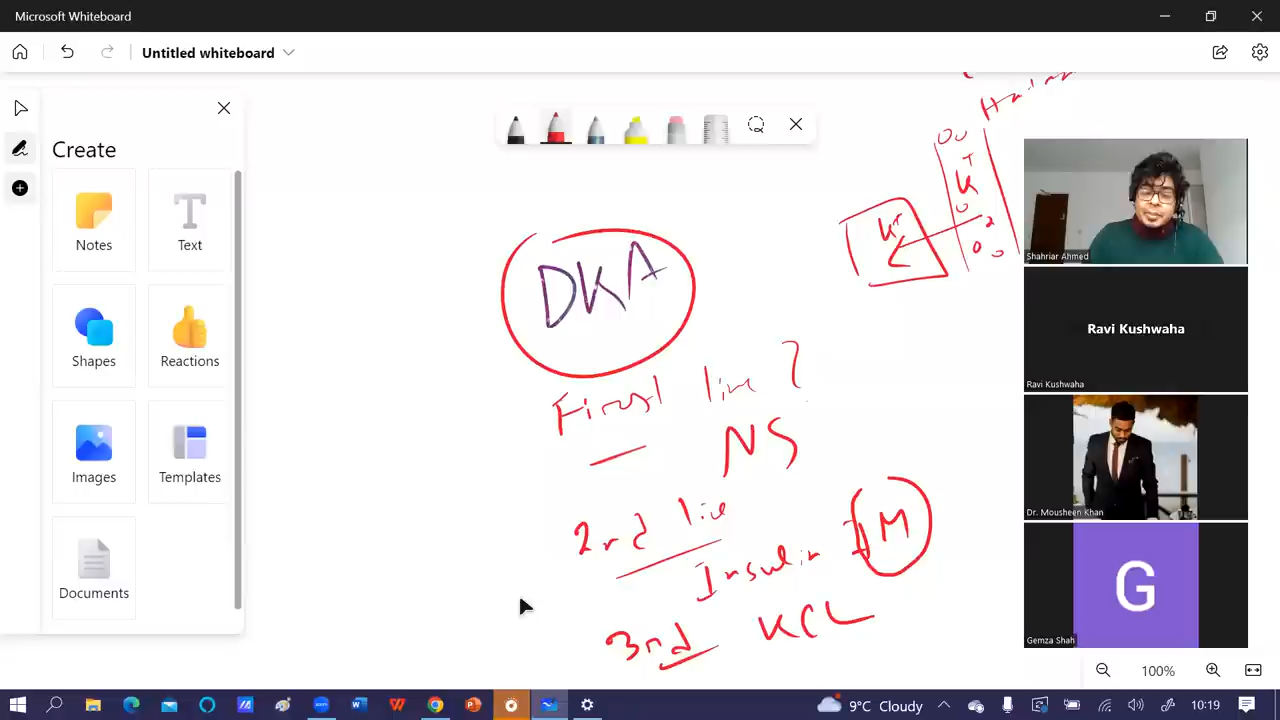 Microsoft Whiteboard
Untitled whiteboard
Create
Notes
Text
Shapes
Reactions
Images
Templates
Documents
K+
K+
DKA
First line ?
NS
2nd line
Insulin IM
3rd KCL
Shahriar Ahmed
Ravi Kushwaha
Ravi Kushwaha
Dr. Mousheen Khan
G
Gemza Shah
100%
9°C Cloudy
10:19